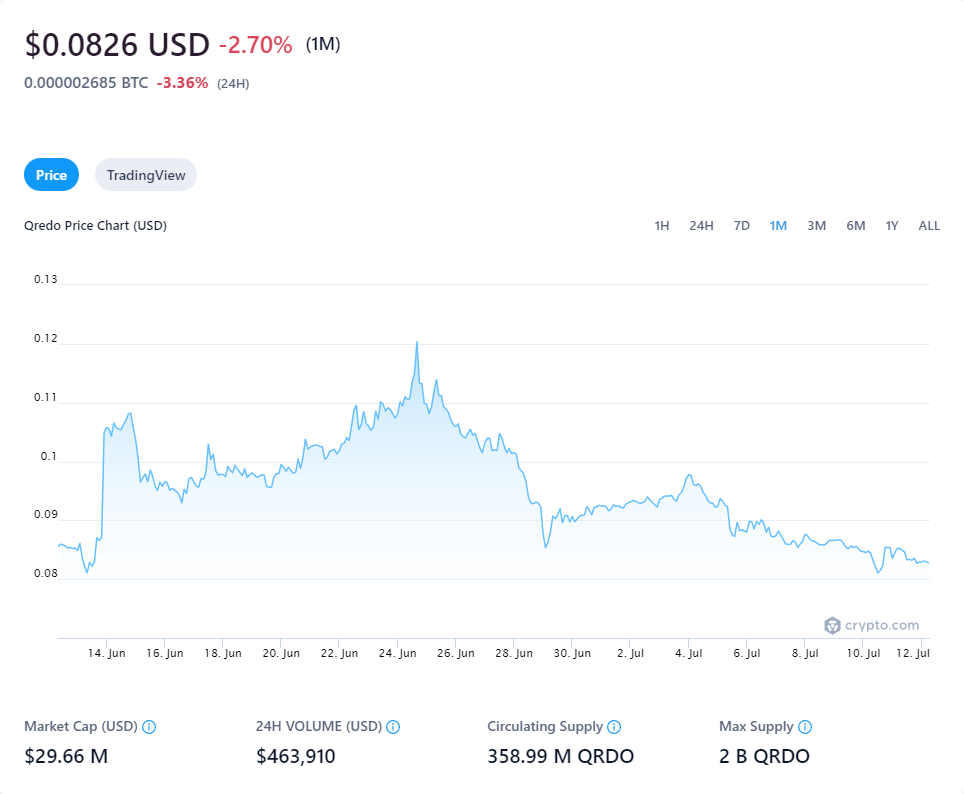 $0.0826 USD -2.70% (1M)
0.000002685 BTC -3.36% (24H)
Price TradingView
Qredo Price Chart (USD) 1H 24H 7D 1M 3M 6M 1Y ALL
0.13
0.12
0.11
0.1
0.09
0.08
crypto.com
14. Jun 16. Jun 18. Jun 20. Jun 22. Jun 24. Jun 26. Jun 28. Jun 30. Jun 2. Jul 4. Jul 6. Jul 8. Jul 10. Jul 12. Jul
Market Cap (USD) 24H VOLUME (USD) Circulating Supply Max Supply
$29.66 M $463,910 358.99 M QRDO 2 B QRDO